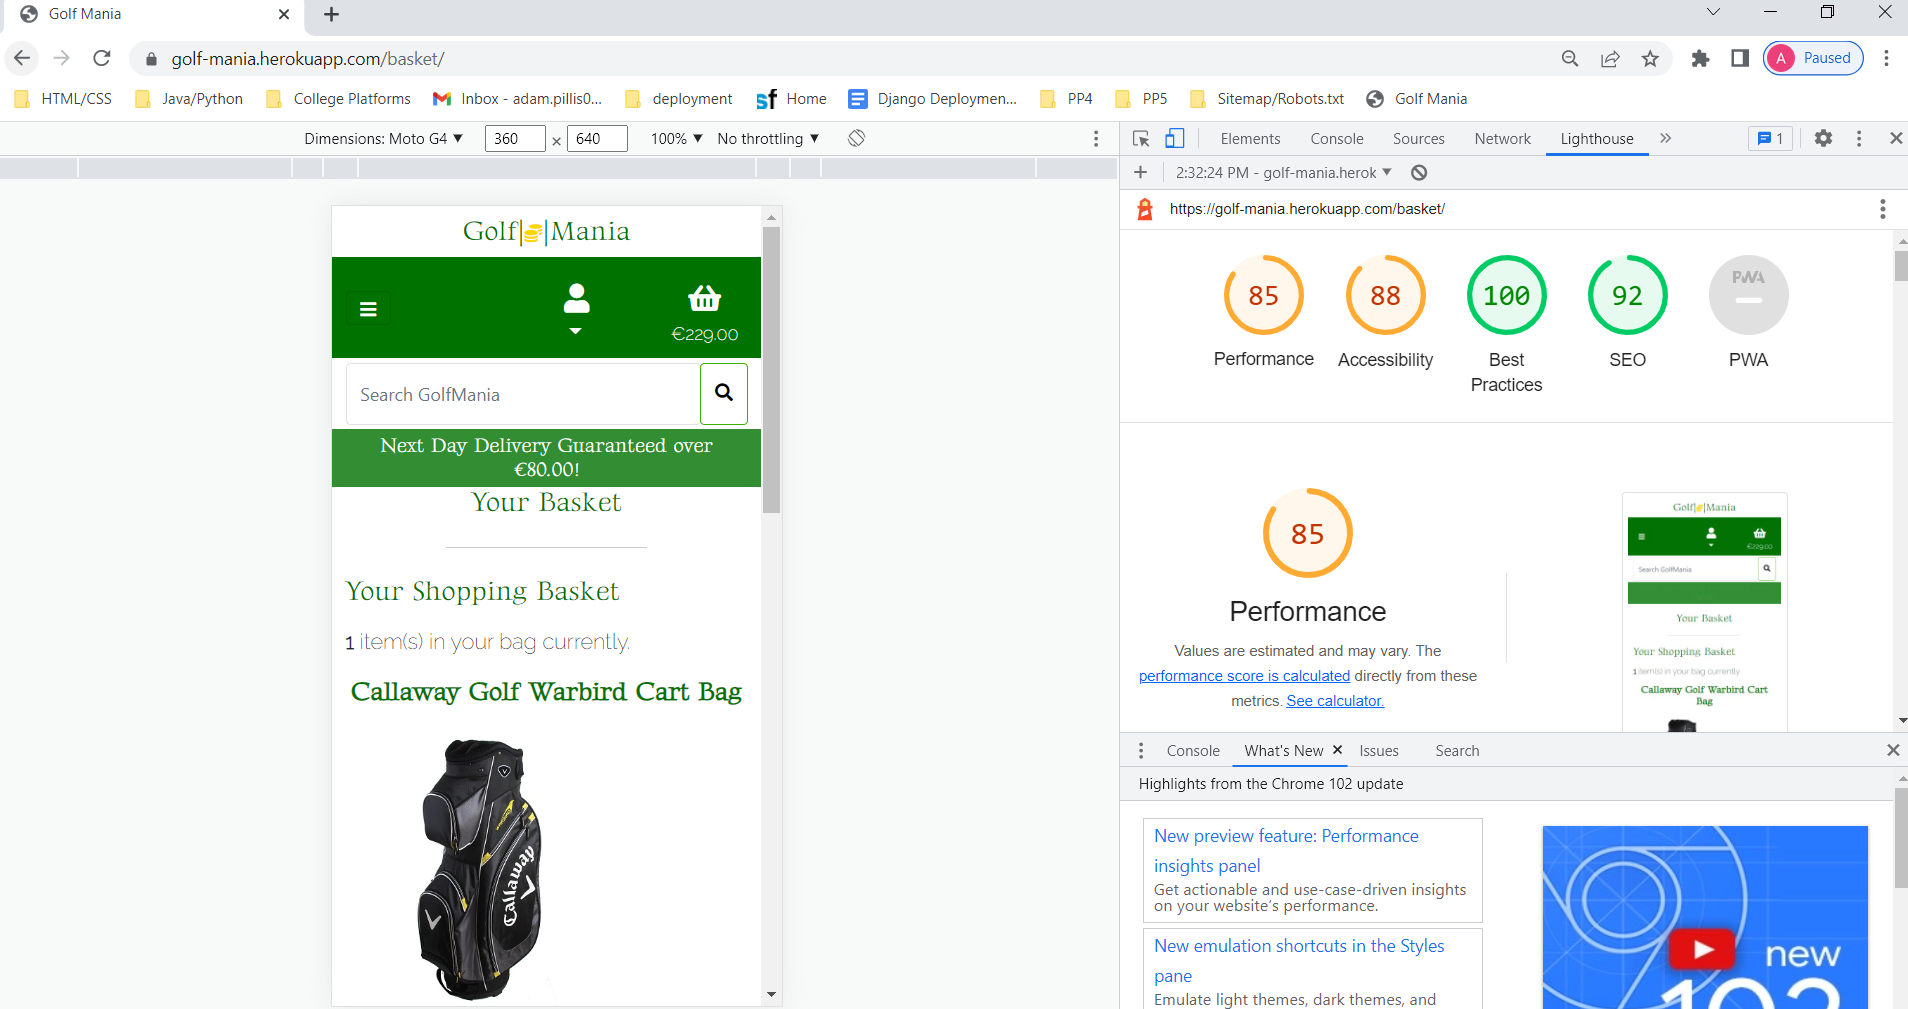 Golf Mania
golf-mania.herokuapp.com/basket/
A Paused
HTML/CSS Java/Python College Platforms Inbox - adam.pillis0... deployment Home Django Deploymen... PP4 PP5 Sitemap/Robots.txt Golf Mania
Dimensions: Moto G4 360 × 640 100% No throttling
Golf Mania
€229.00
Search GolfMania
Next Day Delivery Guaranteed over
€80.00!
Your Basket
Your Shopping Basket
1 item(s) in your bag currently.
Callaway Golf Warbird Cart Bag
Callaway
Elements Console Sources Network Lighthouse 1
2:32:24 PM - golf-mania.herok
https://golf-mania.herokuapp.com/basket/
85 88 100 92 PWA
Performance Accessibility Best Practices SEO PWA
85
Performance
Values are estimated and may vary. The
performance score is calculated directly from these
metrics. See calculator.
Golf Mania
€229.00
Search GolfMania
Your Basket
Your Shopping Basket
1 item(s) in your bag currently
Callaway Golf Warbird Cart
Bag
Console What's New Issues Search
Highlights from the Chrome 102 update
New preview feature: Performance
insights panel
Get actionable and use-case-driven insights
on your website's performance.
New emulation shortcuts in the Styles
pane
Emulate light themes, dark themes, and
new
102